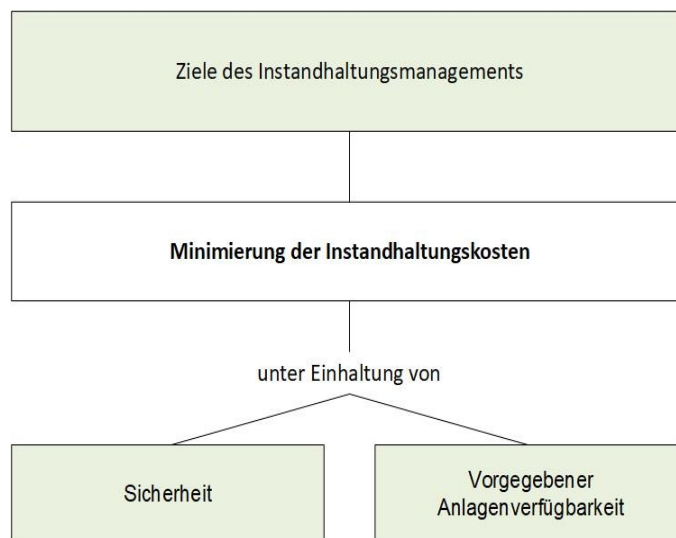 Ziele des Instandhaltungsmanagements
Minimierung der Instandhaltungskosten
unter Einhaltung von
Sicherheit
Vorgegebener
Anlagenverfügbarkeit